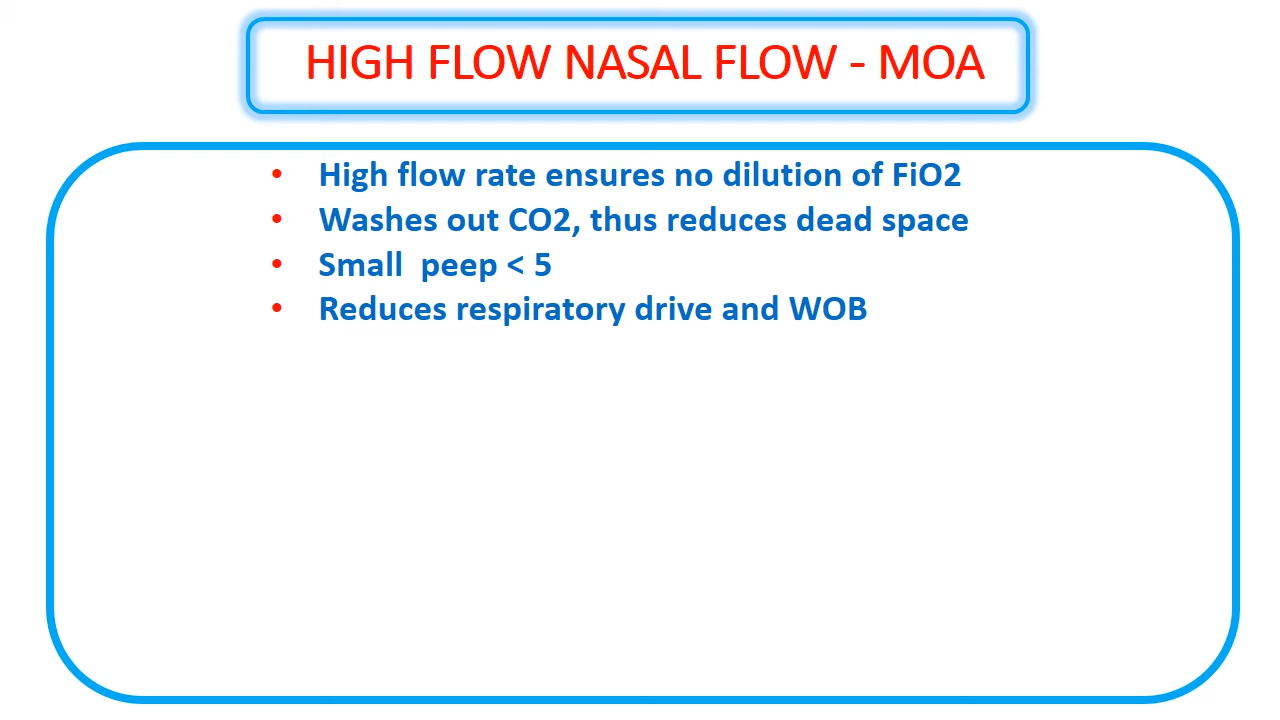 HIGH FLOW NASAL FLOW - MOA
• High flow rate ensures no dilution of FiO2
• Washes out CO2, thus reduces dead space
• Small  peep < 5
• Reduces respiratory drive and WOB